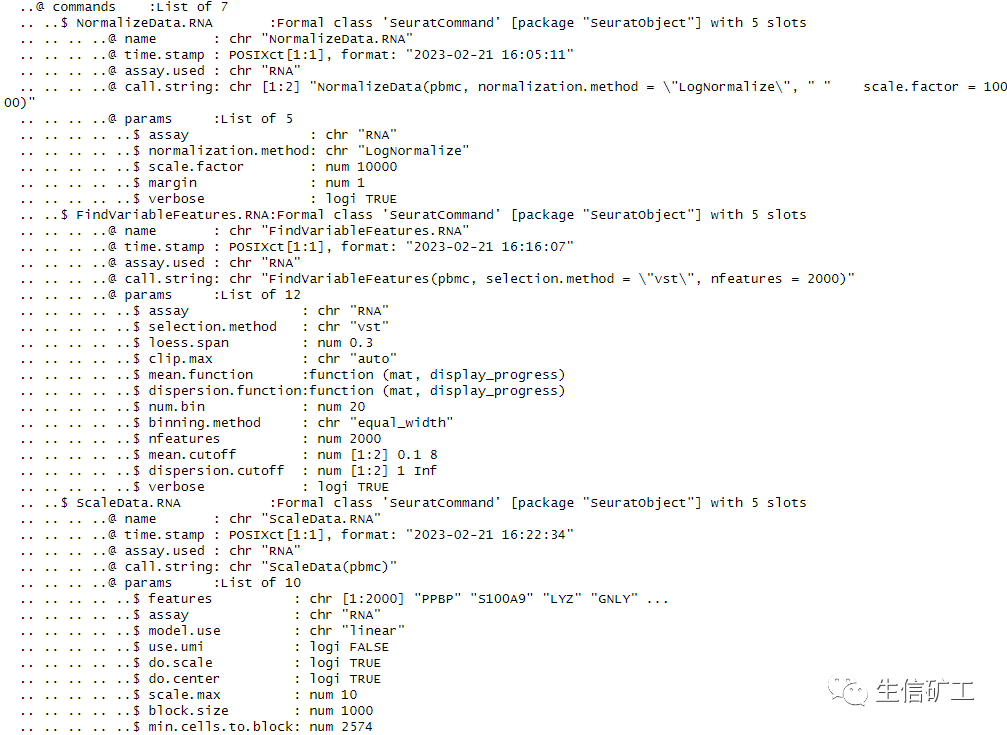 ..@ commands    :List of 7
.. ..$ NormalizeData.RNA       :Formal class 'SeuratCommand' [package "SeuratObject"] with 5 slots
.. .. .. ..@ name       : chr "NormalizeData.RNA"
.. .. .. ..@ time.stamp : POSIXct[1:1], format: "2023-02-21 16:05:11"
.. .. .. ..@ assay.used : chr "RNA"
.. .. .. ..@ call.string: chr [1:2] "NormalizeData(pbmc, normalization.method = \"LogNormalize\", " "    scale.factor = 100
00)"
.. .. .. ..@ params     :List of 5
.. .. .. .. ..$ assay               : chr "RNA"
.. .. .. .. ..$ normalization.method: chr "LogNormalize"
.. .. .. .. ..$ scale.factor        : num 10000
.. .. .. .. ..$ margin              : num 1
.. .. .. .. ..$ verbose             : logi TRUE
.. ..$ FindVariableFeatures.RNA:Formal class 'SeuratCommand' [package "SeuratObject"] with 5 slots
.. .. .. ..@ name       : chr "FindVariableFeatures.RNA"
.. .. .. ..@ time.stamp : POSIXct[1:1], format: "2023-02-21 16:16:07"
.. .. .. ..@ assay.used : chr "RNA"
.. .. .. ..@ call.string: chr "FindVariableFeatures(pbmc, selection.method = \"vst\", nfeatures = 2000)"
.. .. .. ..@ params     :List of 12
.. .. .. .. ..$ assay              : chr "RNA"
.. .. .. .. ..$ selection.method   : chr "vst"
.. .. .. .. ..$ loess.span         : num 0.3
.. .. .. .. ..$ clip.max           : chr "auto"
.. .. .. .. ..$ mean.function      :function (mat, display_progress)
.. .. .. .. ..$ dispersion.function:function (mat, display_progress)
.. .. .. .. ..$ num.bin            : num 20
.. .. .. .. ..$ binning.method     : chr "equal_width"
.. .. .. .. ..$ nfeatures          : num 2000
.. .. .. .. ..$ mean.cutoff        : num [1:2] 0.1 8
.. .. .. .. ..$ dispersion.cutoff  : num [1:2] 1 Inf
.. .. .. .. ..$ verbose            : logi TRUE
.. ..$ ScaleData.RNA           :Formal class 'SeuratCommand' [package "SeuratObject"] with 5 slots
.. .. .. ..@ name       : chr "ScaleData.RNA"
.. .. .. ..@ time.stamp : POSIXct[1:1], format: "2023-02-21 16:22:34"
.. .. .. ..@ assay.used : chr "RNA"
.. .. .. ..@ call.string: chr "ScaleData(pbmc)"
.. .. .. ..@ params     :List of 10
.. .. .. .. ..$ features          : chr [1:2000] "PPBP" "S100A9" "LYZ" "GNLY" ...
.. .. .. .. ..$ assay             : chr "RNA"
.. .. .. .. ..$ model.use         : chr "linear"
.. .. .. .. ..$ use.umi           : logi FALSE
.. .. .. .. ..$ do.scale          : logi TRUE
.. .. .. .. ..$ do.center         : logi TRUE
.. .. .. .. ..$ scale.max         : num 10
.. .. .. .. ..$ block.size        : num 1000
.. .. .. .. ..$ min.cells.to.block: num 2574
生信矿工